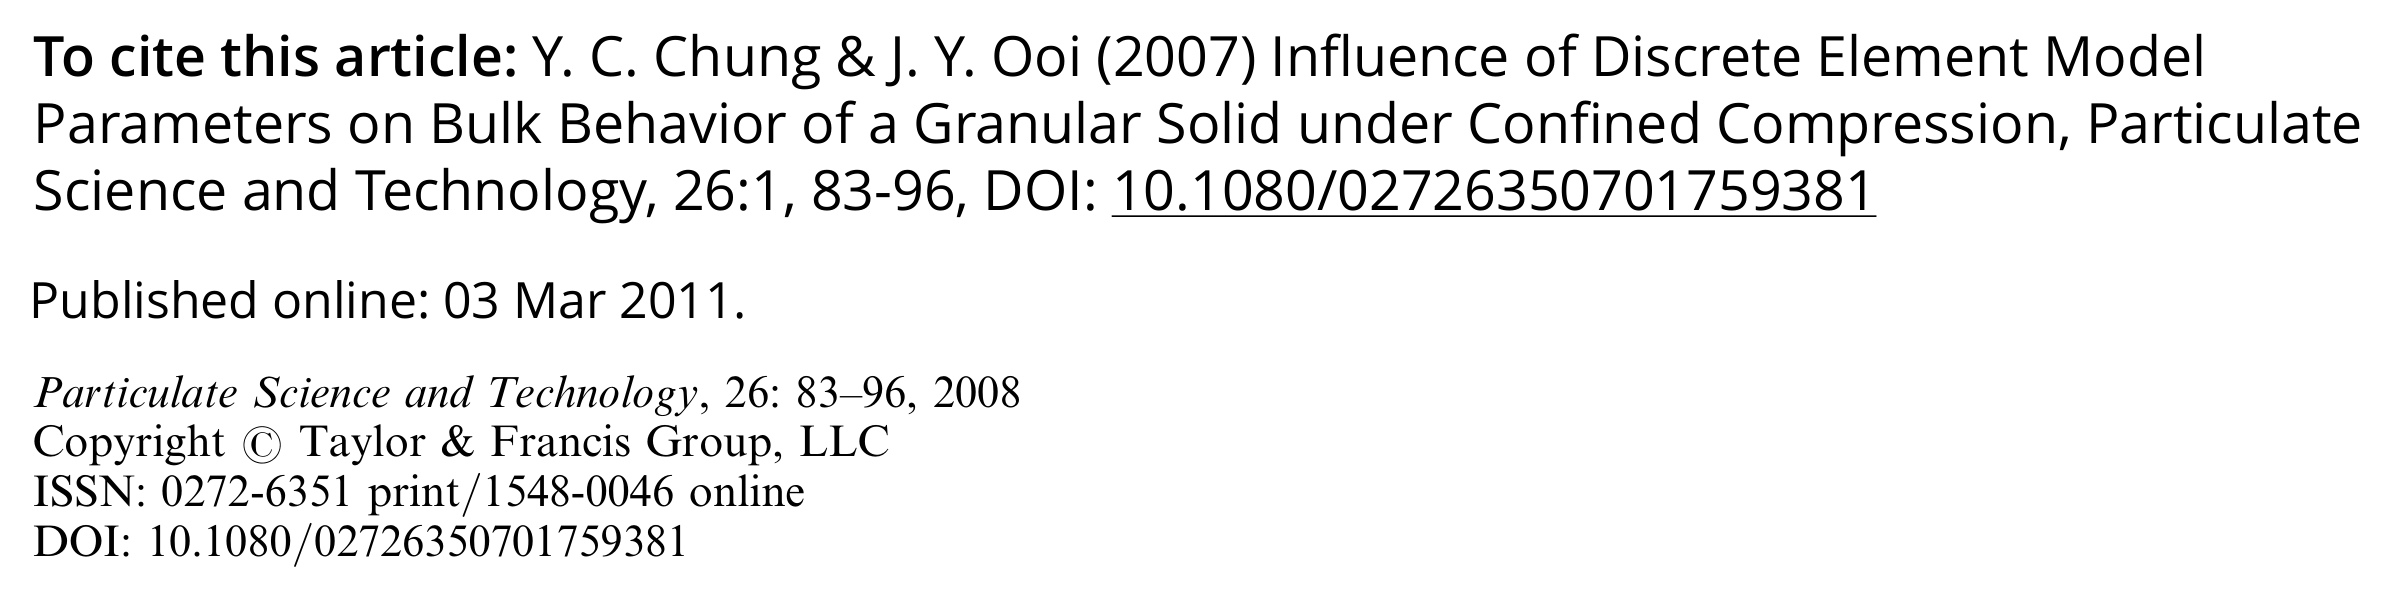 To cite this article: Y. C. Chung & J. Y. Ooi (2007) Influence of Discrete Element Model
Parameters on Bulk Behavior of a Granular Solid under Confined Compression, Particulate
Science and Technology, 26:1, 83-96, DOI: 10.1080/02726350701759381
Published online: 03 Mar 2011.
Particulate Science and Technology, 26: 83–96, 2008
Copyright © Taylor & Francis Group, LLC
ISSN: 0272-6351 print/1548-0046 online
DOI: 10.1080/02726350701759381